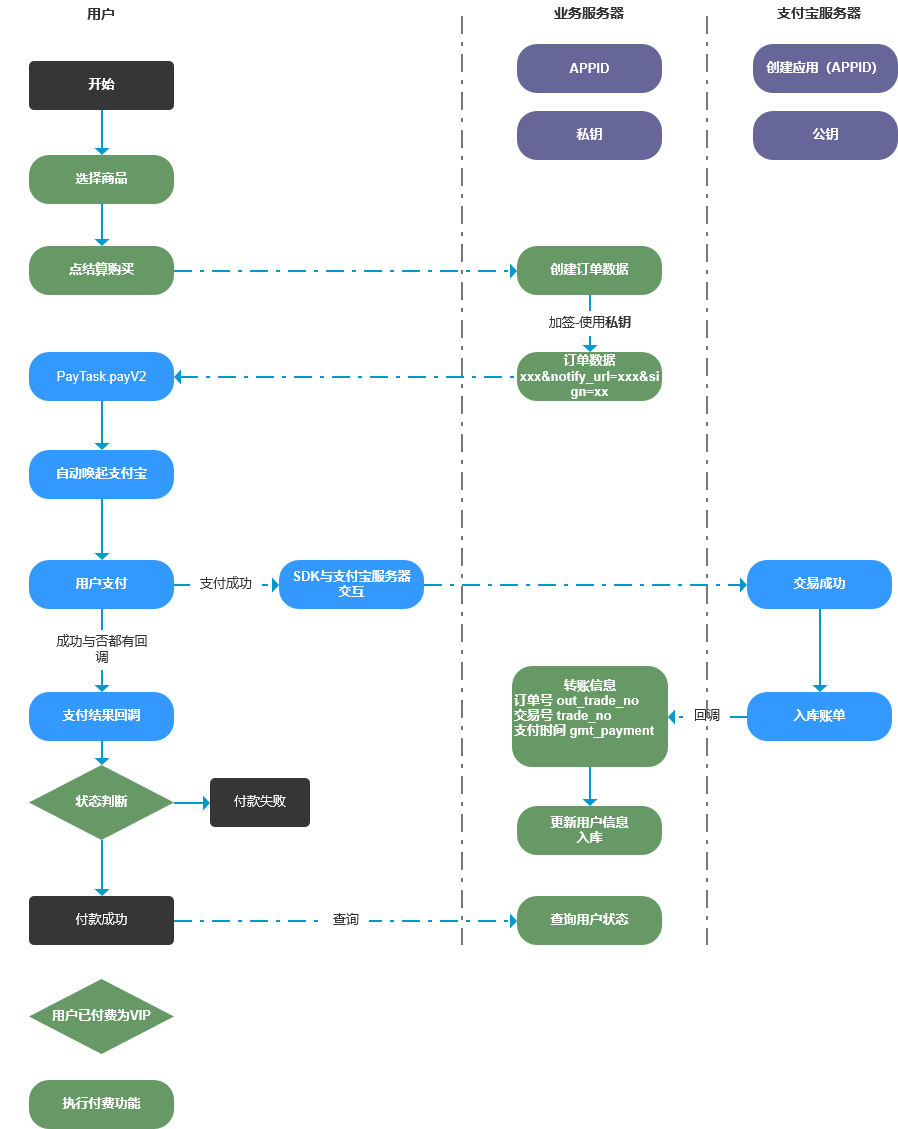 用户
业务服务器
支付宝服务器
APPID
创建应用（APPID）
开始
私钥
公钥
选择商品
点结算购买
创建订单数据
加签-使用私钥
订单数据
xxx&notify_url=xxx&si
gn=xx
PayTask.payV2
自动唤起支付宝
用户支付
支付成功
SDK与支付宝服务器
交互
交易成功
成功与否都有回
调
支付结果回调
转账信息
订单号 out_trade_no
交易号 trade_no
支付时间 gmt_payment
回调
入库账单
状态判断
付款失败
更新用户信息
入库
付款成功
查询
查询用户状态
用户已付费为VIP
执行付费功能